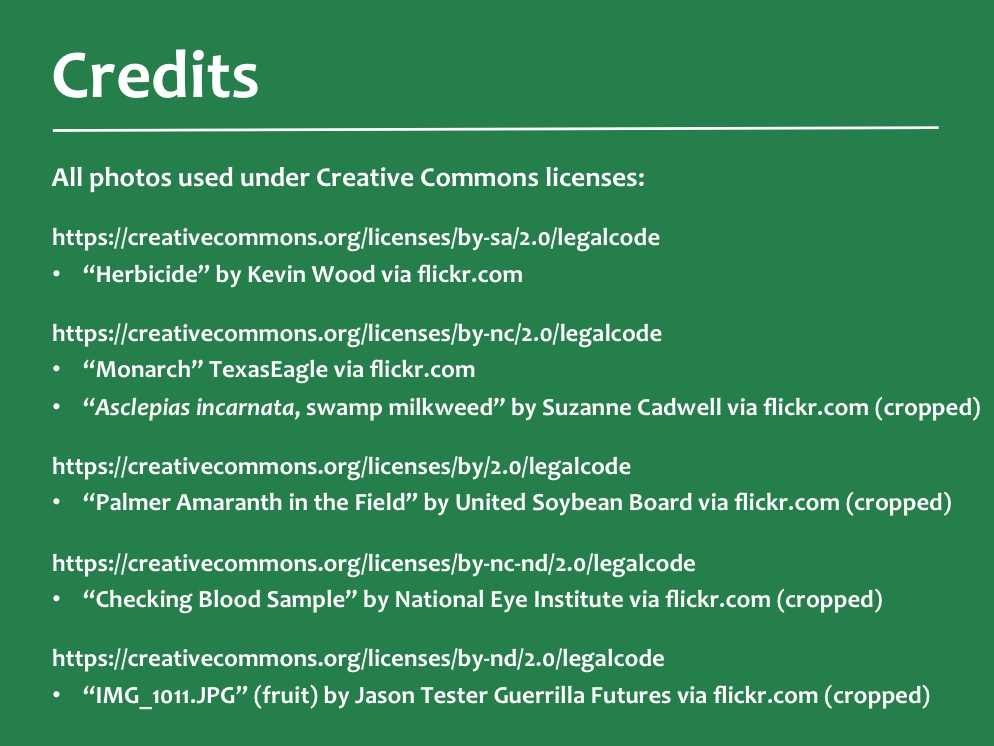 Credits
All photos used under Creative Commons licenses:
https://creativecommons.org/licenses/by-sa/2.0/legalcode
• “Herbicide” by Kevin Wood via flickr.com
https://creativecommons.org/licenses/by-nc/2.0/legalcode
• “Monarch” TexasEagle via flickr.com
• “Asclepias incarnata, swamp milkweed” by Suzanne Cadwell via flickr.com (cropped)
https://creativecommons.org/licenses/by/2.0/legalcode
• “Palmer Amaranth in the Field” by United Soybean Board via flickr.com (cropped)
https://creativecommons.org/licenses/by-nc-nd/2.0/legalcode
• “Checking Blood Sample” by National Eye Institute via flickr.com (cropped)
https://creativecommons.org/licenses/by-nd/2.0/legalcode
• “IMG_1011.JPG” (fruit) by Jason Tester Guerrilla Futures via flickr.com (cropped)